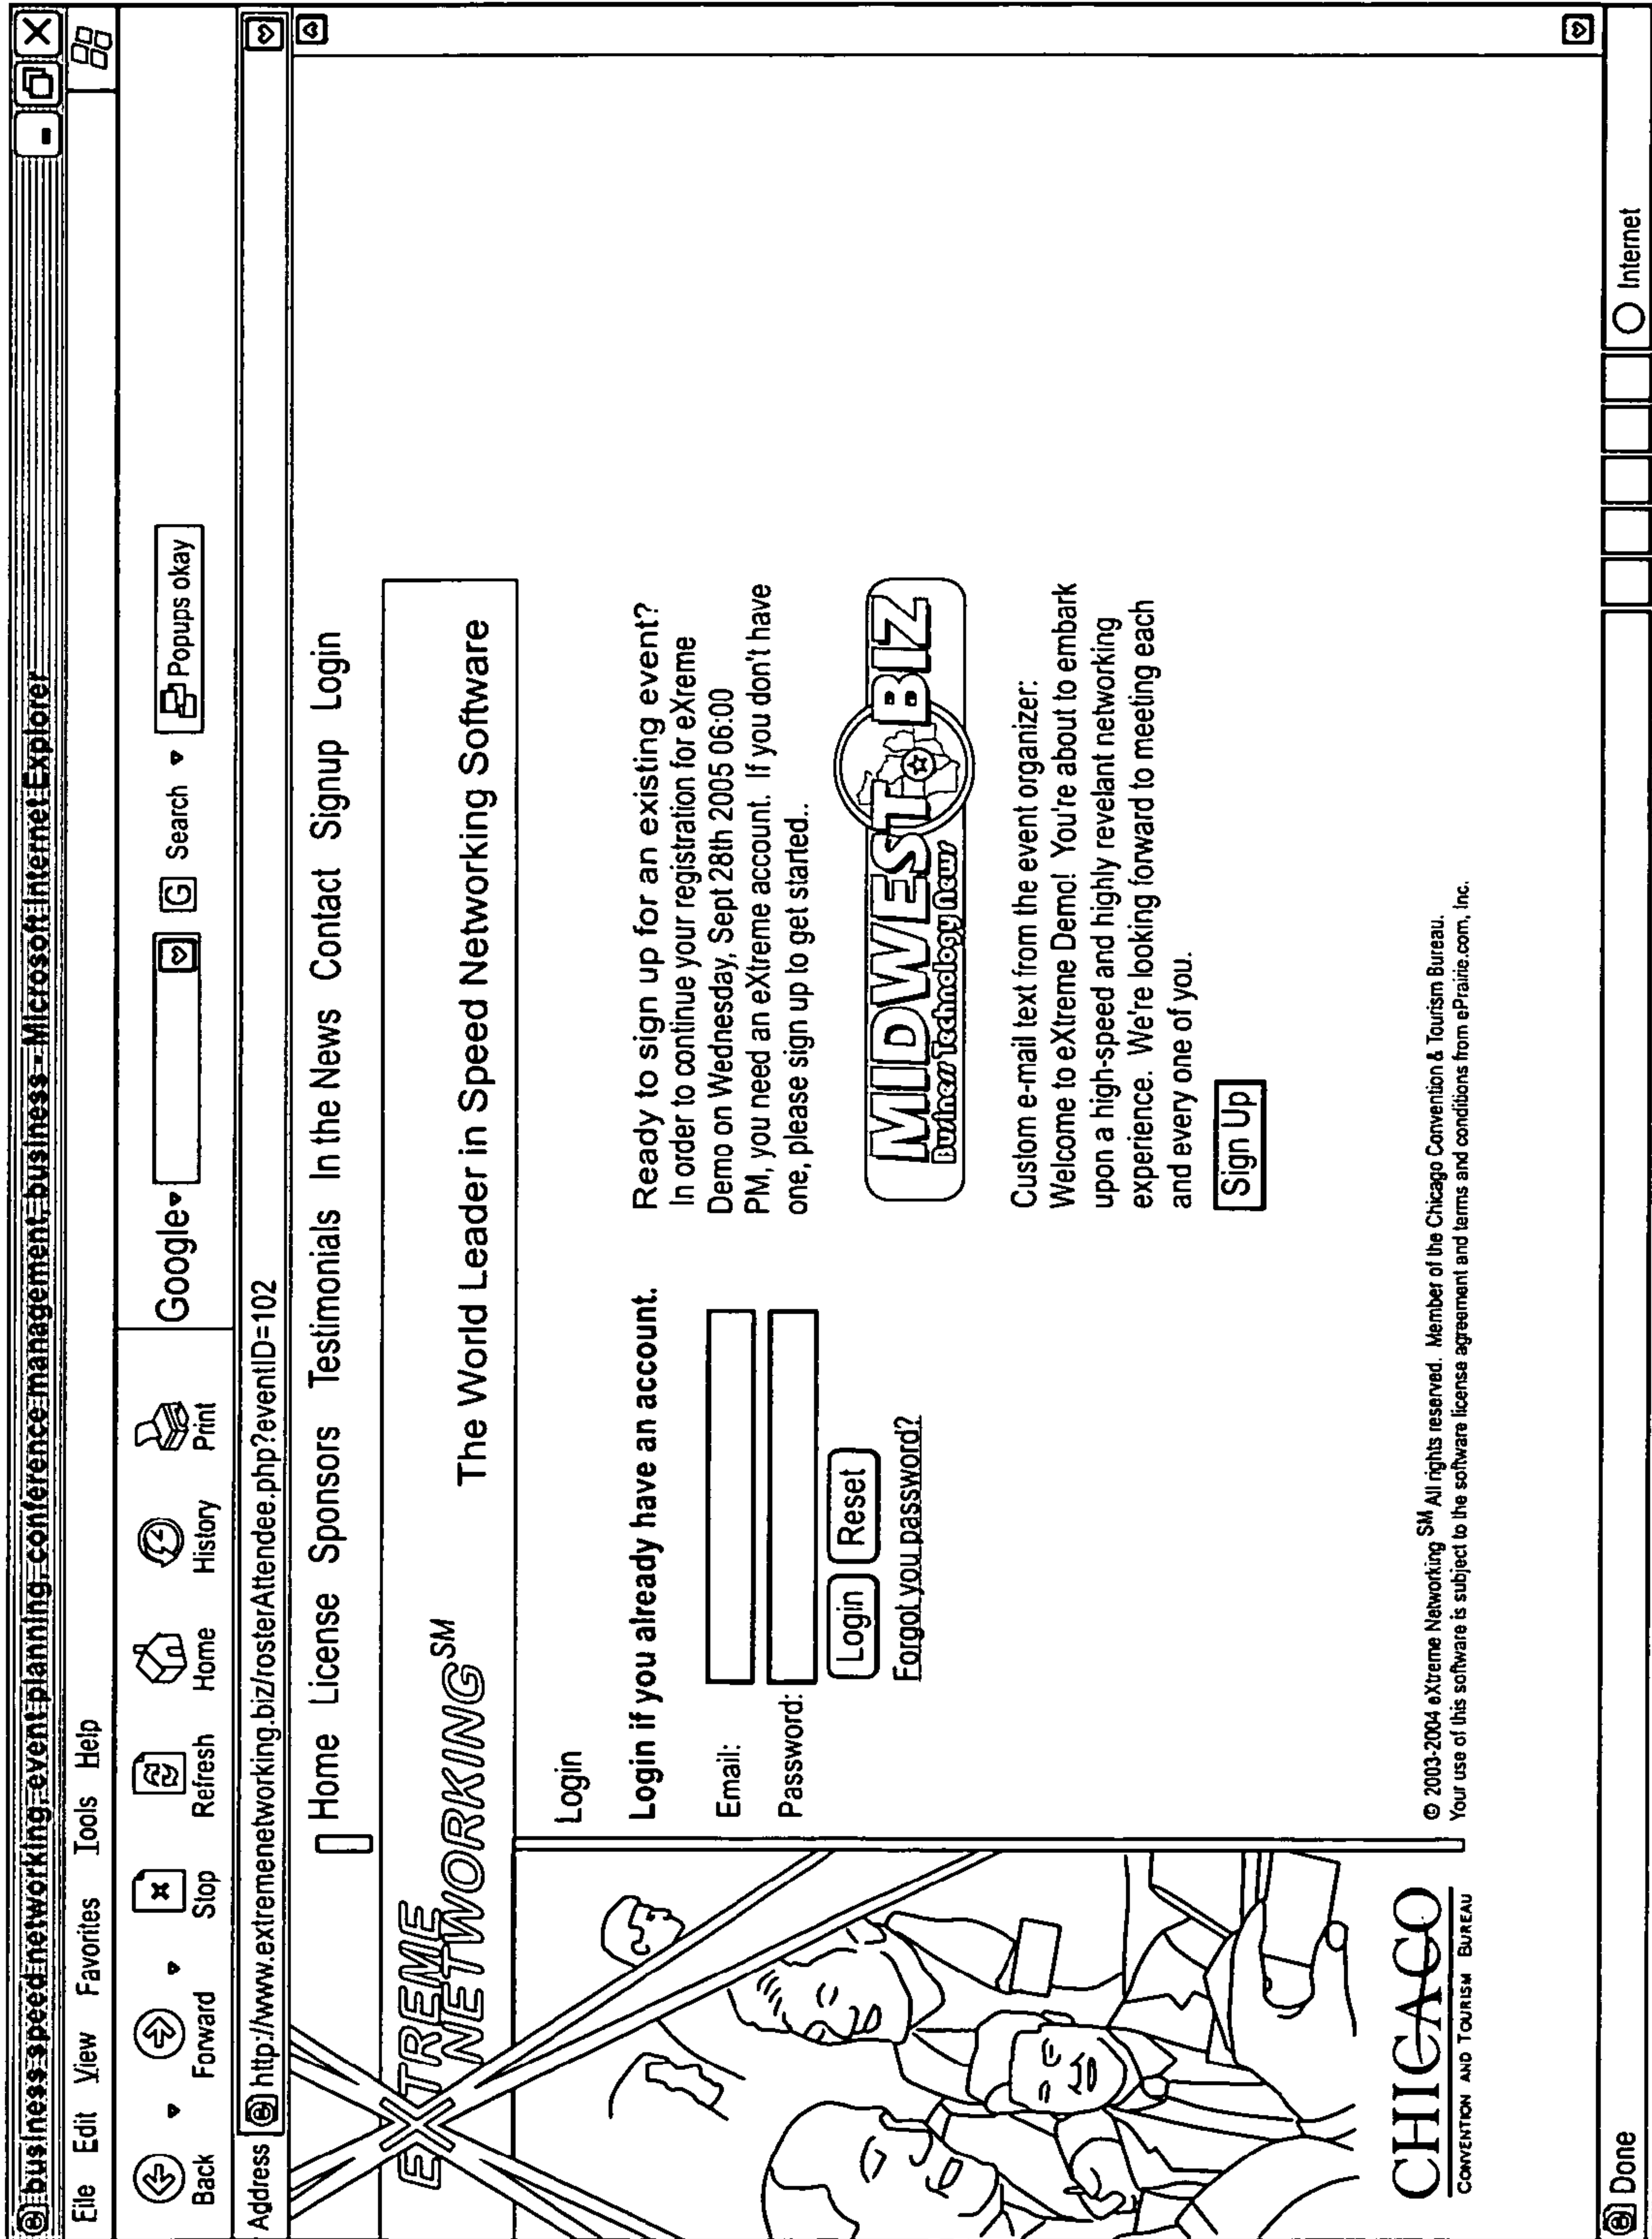 business speed networking, event planning, conference management, business - Microsoft Internet Explorer
Eile Edit View Favorites Tools Help
Back Forward Stop Refresh Home History Print Google G Search Popups okay
Address http://www.extremenetworking.biz/rosterAttendee.php?eventID=102
Home License Sponsors Testimonials In the News Contact Signup Login
EXTREME
NETWORKING SM
The World Leader in Speed Networking Software
Login
Login if you already have an account.
Email:
Password:
Login Reset
Forgot you password?
Ready to sign up for an existing event?
In order to continue your registration for eXreme
Demo on Wednesday, Sept 28th 2005 06:00
PM, you need an eXtreme account. If you don't have
one, please sign up to get started..
MIDWEST BIZ
Business Technology News
Custom e-mail text from the event organizer:
Welcome to eXtreme Demo! You're about to embark
upon a high-speed and highly revelant networking
experience. We're looking forward to meeting each
and every one of you.
Sign Up
CHICAGO
CONVENTION AND TOURISM BUREAU
© 2003-2004 eXtreme Networking SM All rights reserved. Member of the Chicago Convention & Tourism Bureau.
Your use of this software is subject to the software license agreement and terms and conditions from ePrairie.com, Inc.
Done Internet